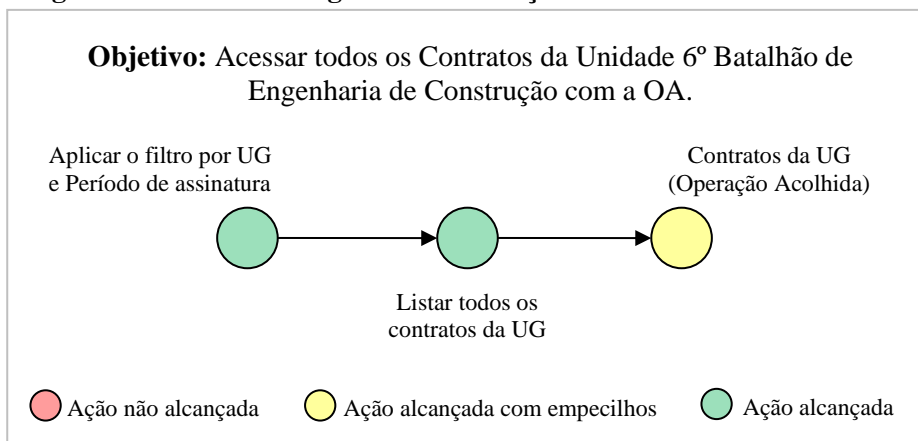 Objetivo: Acessar todos os Contratos da Unidade 6º Batalhão de
Engenharia de Construção com a OA.
Aplicar o filtro por UG
e Período de assinatura
Contratos da UG
(Operação Acolhida)
Listar todos os
contratos da UG
Ação não alcançada
Ação alcançada com empecilhos
Ação alcançada